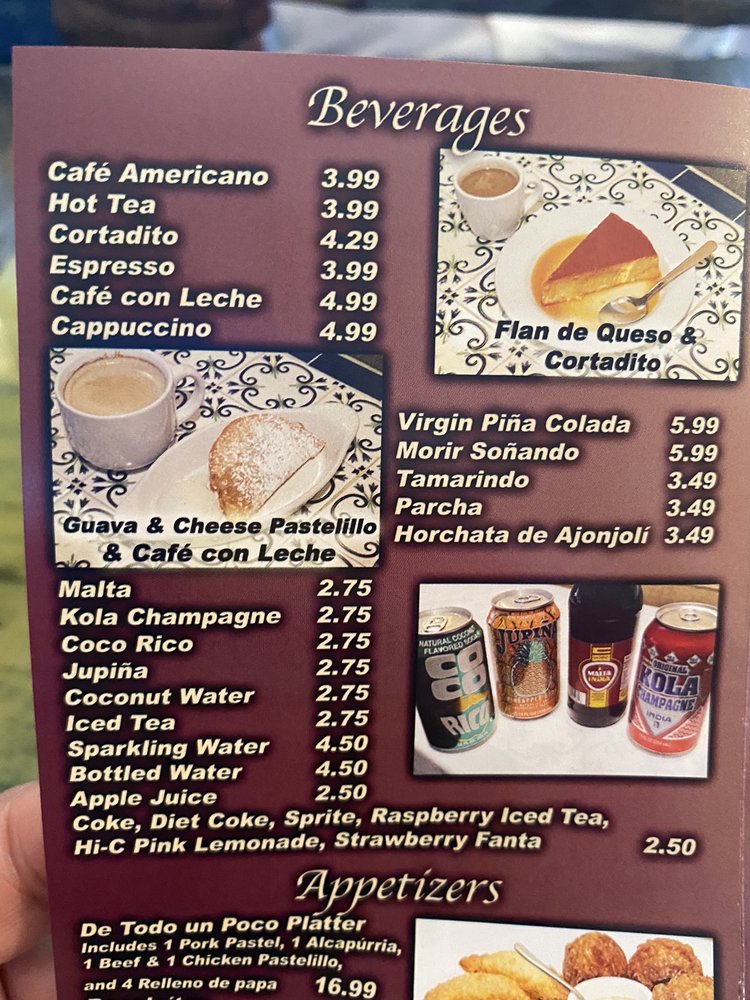 Beverages
Café Americano 3.99
Hot Tea 3.99
Cortadito 4.29
Espresso 3.99
Café con Leche 4.99
Cappuccino 4.99
Flan de Queso &
Cortadito
Guava & Cheese Pastelillo
& Café con Leche
Virgin Piña Colada 5.99
Morir Soñando 5.99
Tamarindo 3.49
Parcha 3.49
Horchata de Ajonjolí 3.49
Malta 2.75
Kola Champagne 2.75
Coco Rico 2.75
Jupiña 2.75
Coconut Water 2.75
Iced Tea 2.75
Sparkling Water 4.50
Bottled Water 4.50
Apple Juice 2.50
NATURAL COCONUT
FLAVORED SODA
COCO
RICO
JUPIÑA
PINEAPPLE
MALTA
INDIA
ORIGINAL
KOLA
CHAMPAGNE
INDIA
Coke, Diet Coke, Sprite, Raspberry Iced Tea,
Hi-C Pink Lemonade, Strawberry Fanta 2.50
Appetizers
De Todo un Poco Platter
Includes 1 Pork Pastel, 1 Alcapúrria,
1 Beef & 1 Chicken Pastelillo,
and 4 Relleno de papa 16.99